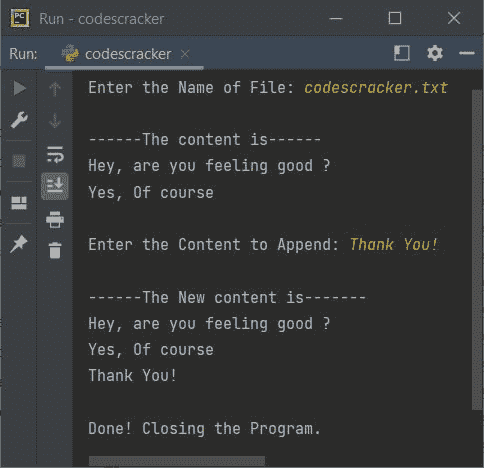 PC
Run - codescracker
Run: codescracker
Enter the Name of File: codescracker.txt
------The content is------
Hey, are you feeling good ?
Yes, Of course
Enter the Content to Append: Thank You!
------The New content is-------
Hey, are you feeling good ?
Yes, Of course
Thank You!
Done! Closing the Program.